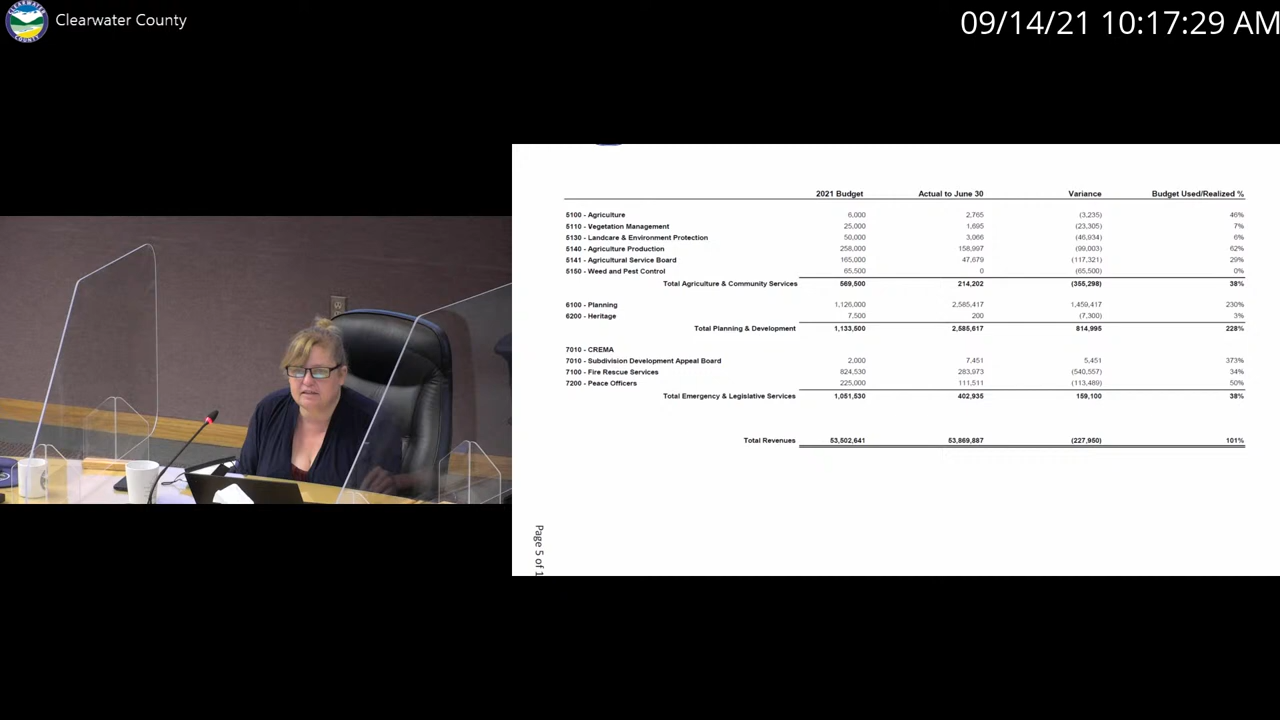 Clearwater County
09/14/21 10:17:29 AM
2021 Budget Actual to June 30 Variance Budget Used/Realized %
5100 - Agriculture 6,000 2,765 (3,235) 46%
5110 - Vegetation Management 25,000 1,695 (23,305) 7%
5130 - Landcare & Environment Protection 50,000 3,066 (46,934) 6%
5140 - Agriculture Production 258,000 158,997 (99,003) 62%
5141 - Agricultural Service Board 165,000 47,679 (117,321) 29%
5150 - Weed and Pest Control 65,500 0 (65,500) 0%
Total Agriculture & Community Services 569,500 214,202 (355,298) 38%
6100 - Planning 1,126,000 2,585,417 1,459,417 230%
6200 - Heritage 7,500 200 (7,300) 3%
Total Planning & Development 1,133,500 2,585,617 814,995 228%
7010 - CREMA
7010 - Subdivision Development Appeal Board 2,000 7,451 5,451 373%
7100 - Fire Rescue Services 824,530 283,973 (540,557) 34%
7200 - Peace Officers 225,000 111,511 (113,489) 50%
Total Emergency & Legislative Services 1,051,530 402,935 159,100 38%
Total Revenues 53,502,641 53,869,887 (227,950) 101%
Page 5 of 1